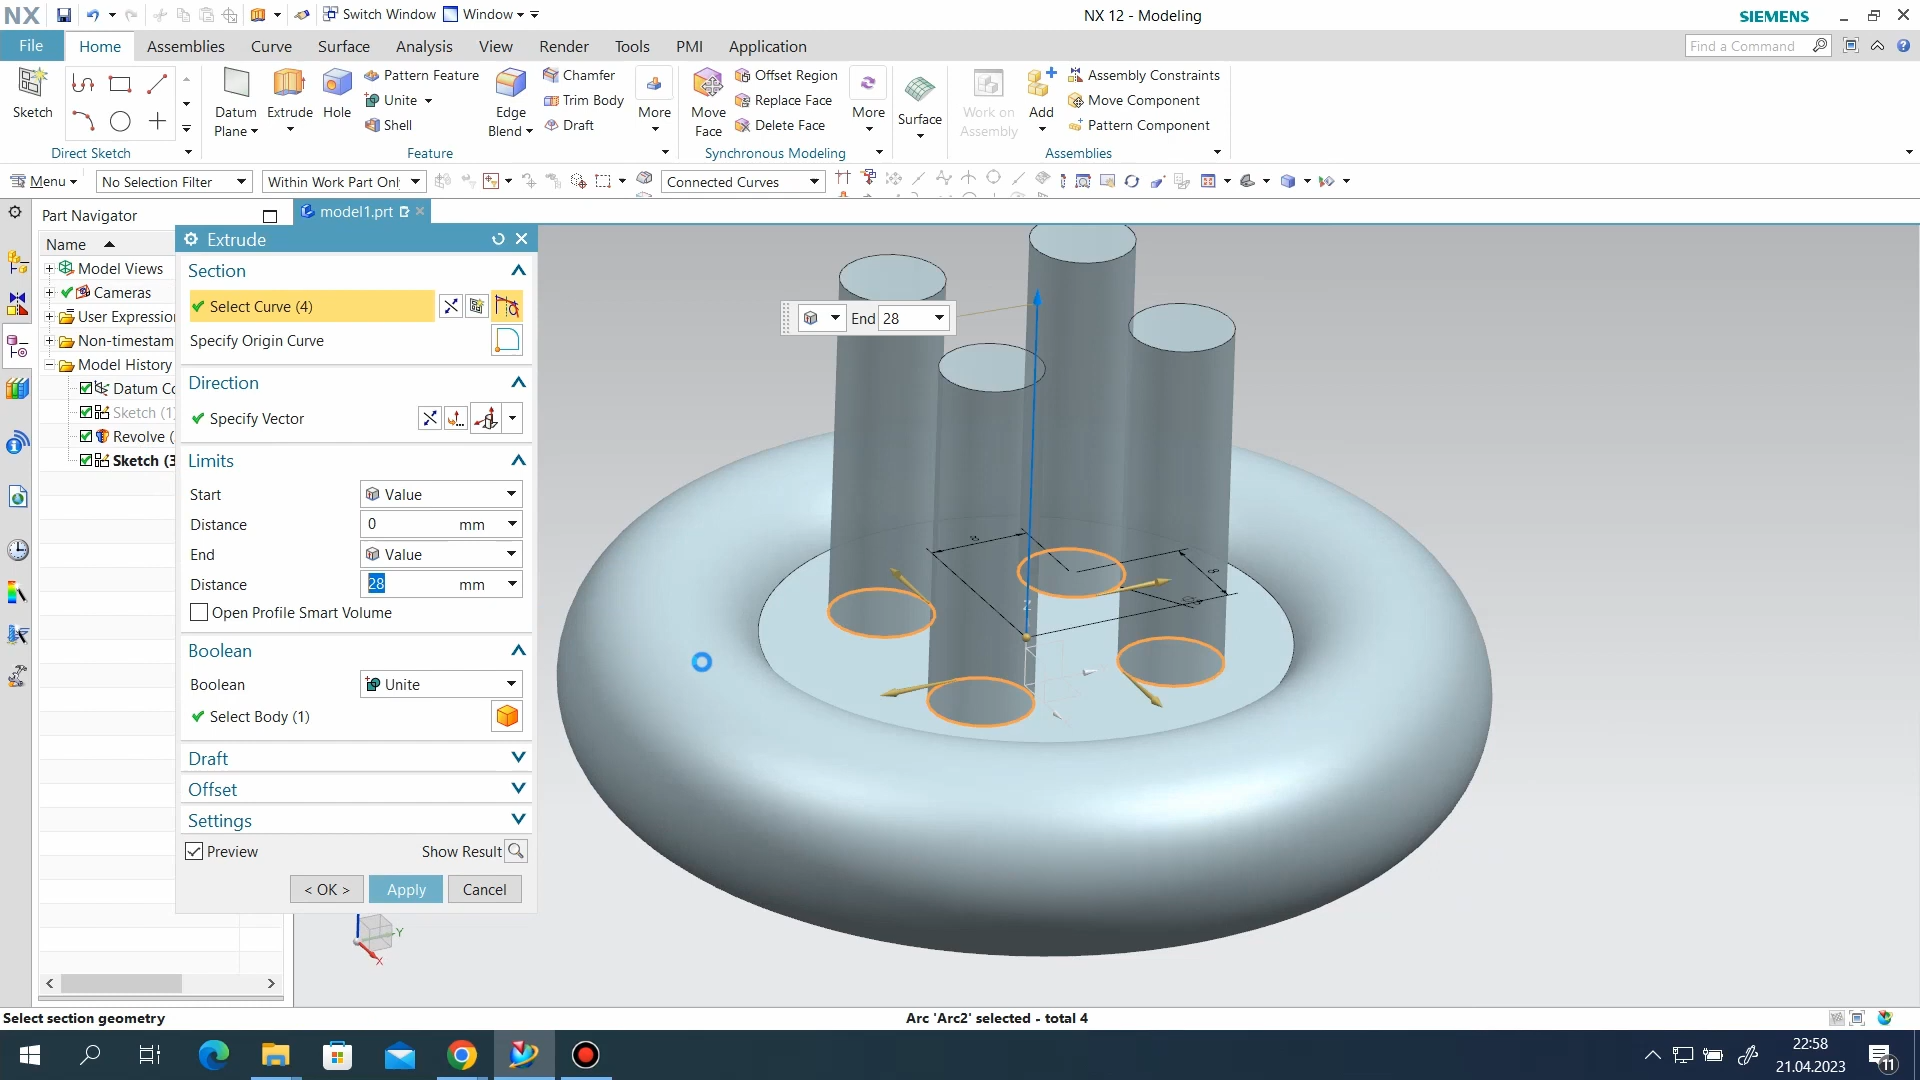 NX Switch Window Window NX 12 - Modeling SIEMENS
File Home Assemblies Curve Surface Analysis View Render Tools PMI Application Find a Command
Sketch
Direct Sketch
Datum Plane
Extrude
Hole
Pattern Feature
Unite
Shell
Edge Blend
Chamfer
Trim Body
Draft
More
Feature
Move Face
Offset Region
Replace Face
Delete Face
More
Synchronous Modeling
Surface
Work on Assembly
Add
Assembly Constraints
Move Component
Pattern Component
Assemblies
Menu No Selection Filter Within Work Part Onl Connected Curves
Part Navigator
model1.prt
Name
Model Views
Cameras
User Expressio
Non-timestam
Model History
Datum Co
Sketch (1)
Revolve (
Sketch (3
Extrude
Section
Select Curve (4)
Specify Origin Curve
Direction
Specify Vector
Limits
Start Value
Distance 0 mm
End Value
Distance 28 mm
Open Profile Smart Volume
Boolean
Boolean Unite
Select Body (1)
Draft
Offset
Settings
Preview Show Result
< OK > Apply Cancel
End 28
8
8
Z
Y
X
Select section geometry Arc 'Arc2' selected - total 4
22:58
21.04.2023
11